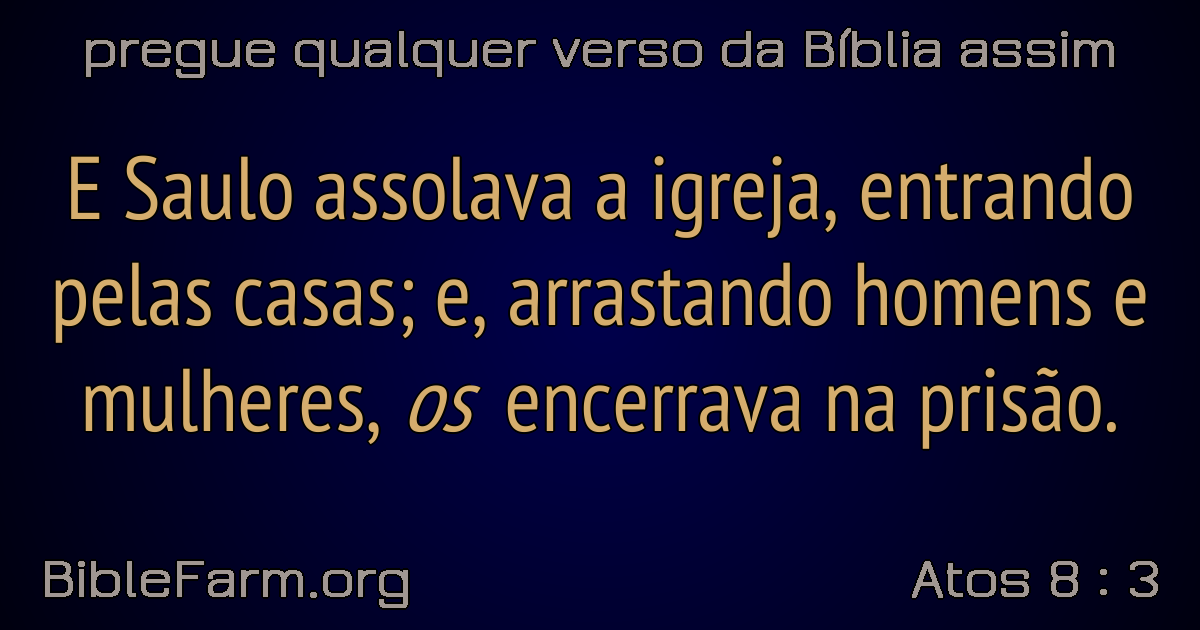 pregue qualquer verso da Bíblia assim
E Saulo assolava a igreja, entrando
pelas casas; e, arrastando homens e
mulheres, os encerrava na prisão.
BibleFarm.org
Atos 8 : 3